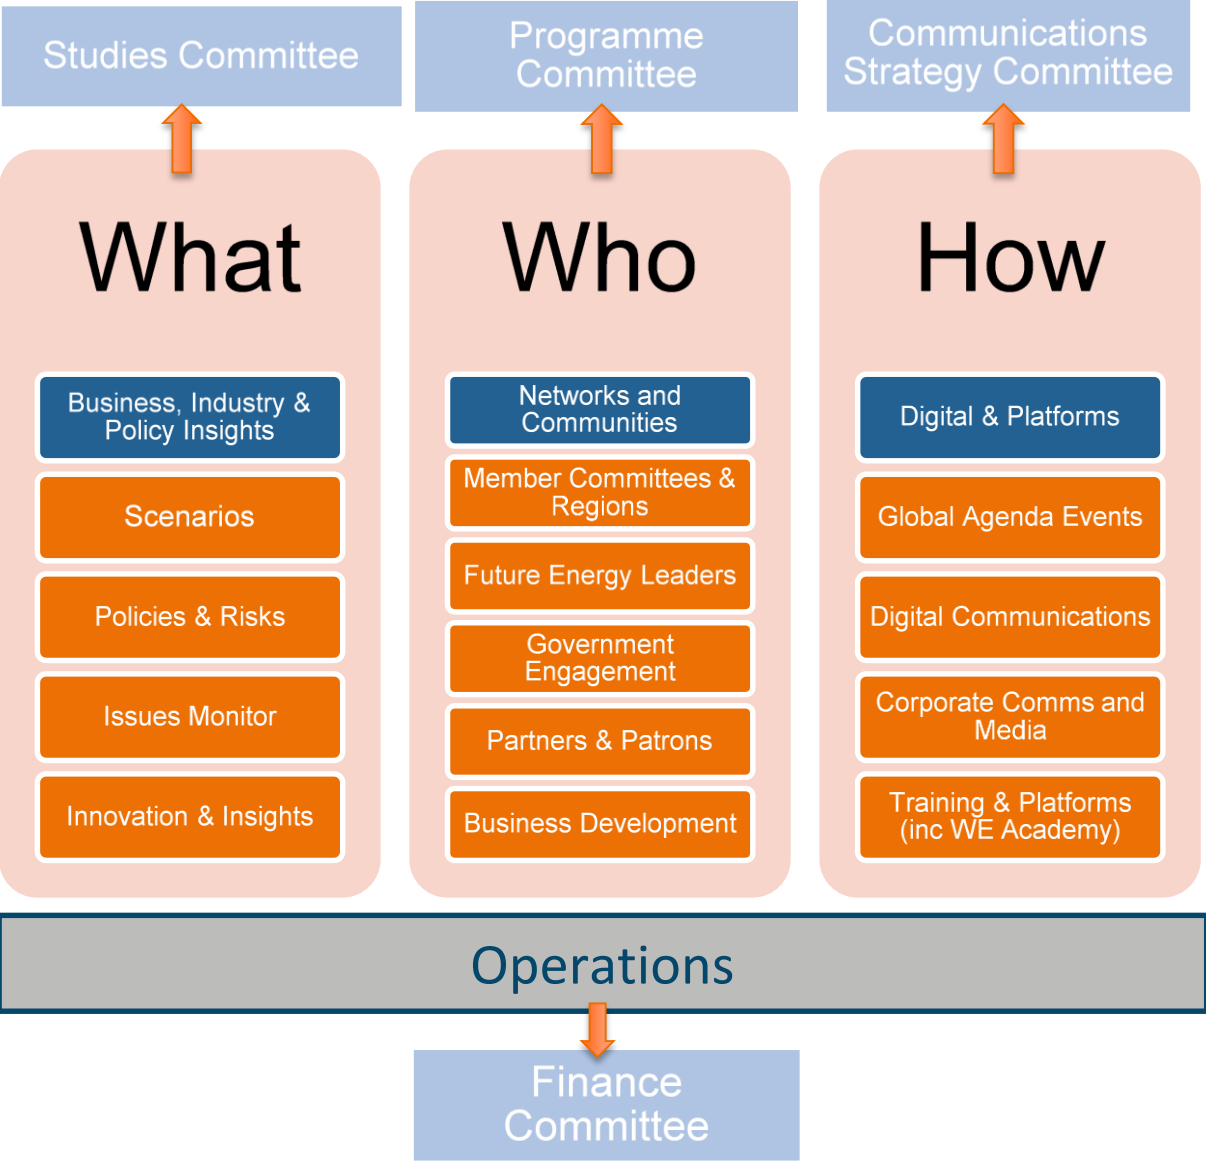 Studies Committee
Programme
Committee
Communications
Strategy Committee
What
Business, Industry &
Policy Insights
Scenarios
Policies & Risks
Issues Monitor
Innovation & Insights
Who
Networks and
Communities
Member Committees &
Regions
Future Energy Leaders
Government
Engagement
Partners & Patrons
Business Development
How
Digital & Platforms
Global Agenda Events
Digital Communications
Corporate Comms and
Media
Training & Platforms
(inc WE Academy)
Operations
Finance
Committee